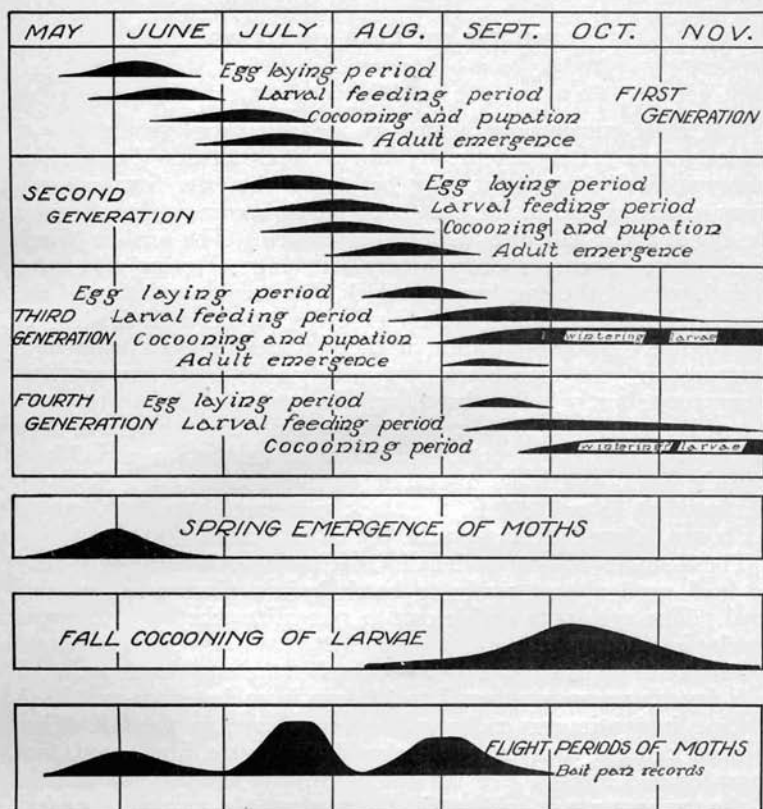 MAY JUNE JULY AUG. SEPT. OCT. NOV.
Egg laying period
Larval feeding period FIRST
Cocooning and pupation GENERATION
Adult emergence
SECOND Egg laying period
GENERATION Larval feeding period
Cocooning and pupation
Adult emergence
Egg laying period
THIRD Larval feeding period
GENERATION Cocooning and pupation wintering larvae
Adult emergence
FOURTH Egg laying period
GENERATION Larval feeding period
Cocooning period wintering larvae
SPRING EMERGENCE OF MOTHS
FALL COCOONING OF LARVAE
FLIGHT PERIODS OF MOTHS
Bait pan records